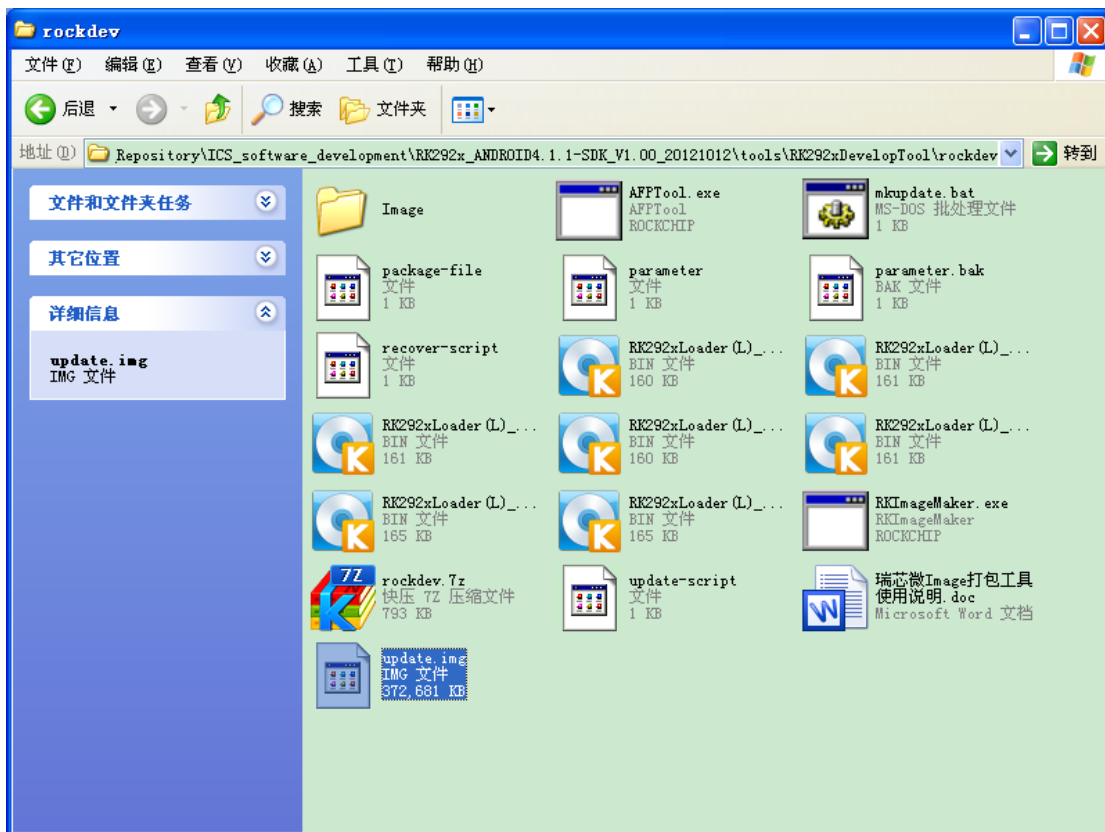 rockdev
文件(F) 编辑(E) 查看(V) 收藏(A) 工具(T) 帮助(H)
后退 搜索 文件夹
地址(D) Repository\ICS_software_development\RK292x_ANDROID4.1.1-SDK_V1.00_20121012\tools\RK292xDevelopTool\rockdev 转到
文件和文件夹任务
其它位置
详细信息
update.img
IMG 文件
Image
AFPTool.exe
AFPTool
ROCKCHIP
mkupdate.bat
MS-DOS 批处理文件
1 KB
package-file
文件
1 KB
parameter
文件
1 KB
parameter.bak
BAK 文件
1 KB
recover-script
文件
1 KB
RK292xLoader(L)_...
BIN 文件
160 KB
RK292xLoader(L)_...
BIN 文件
161 KB
RK292xLoader(L)_...
BIN 文件
161 KB
RK292xLoader(L)_...
BIN 文件
160 KB
RK292xLoader(L)_...
BIN 文件
161 KB
RK292xLoader(L)_...
BIN 文件
165 KB
RK292xLoader(L)_...
BIN 文件
165 KB
RKImageMaker.exe
RKImageMaker
ROCKCHIP
7Z
rockdev.7z
快压 7Z 压缩文件
793 KB
update-script
文件
1 KB
瑞芯微Image打包工具
使用说明.doc
Microsoft Word 文档
update.img
IMG 文件
372,681 KB